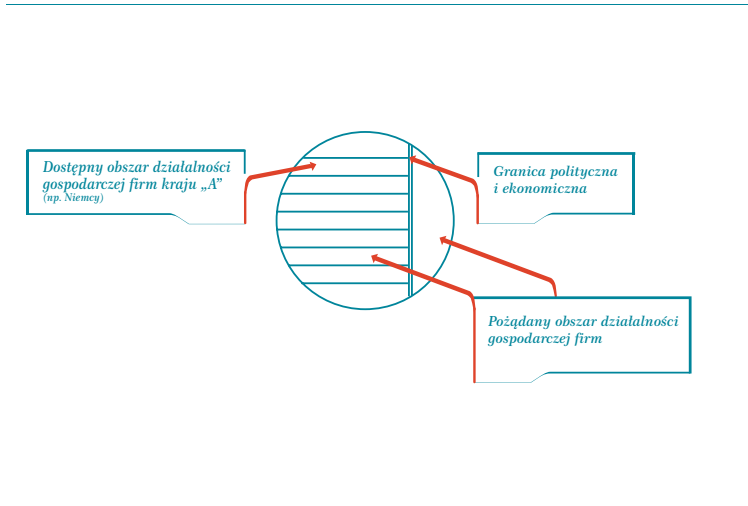 Dostępny obszar działalności
gospodarczej firm kraju „A”
(np. Niemcy)
Granica polityczna
i ekonomiczna
Pożądany obszar działalności
gospodarczej firm